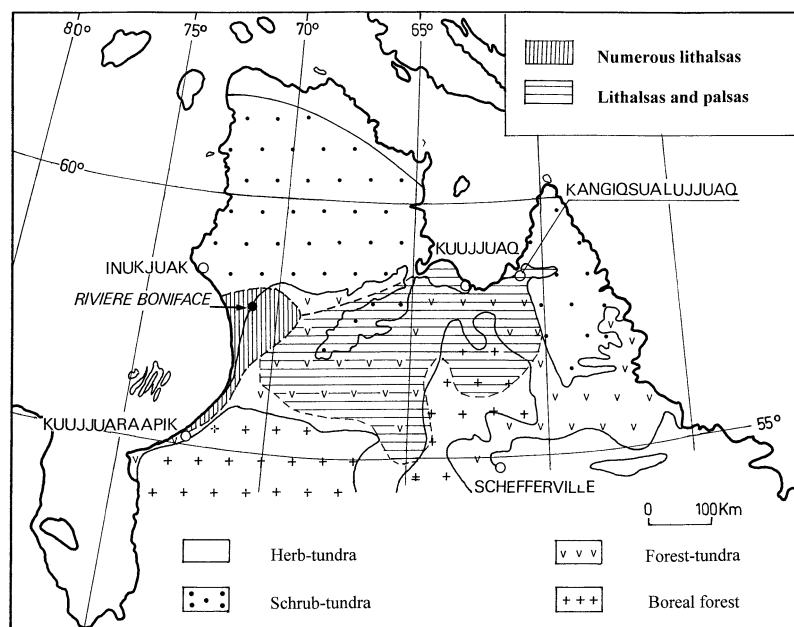 80°
75°
70°
65°
Numerous lithalsas
Lithalsas and palsas
60°
KANGIQSUALUJJUAQ
KUUJJUAQ
INUKJUAK
RIVIERE BONIFACE
KUUJJUARAAPIK
55°
SCHEFFERVILLE
0 100Km
Herb-tundra
Forest-tundra
Schrub-tundra
Boreal forest